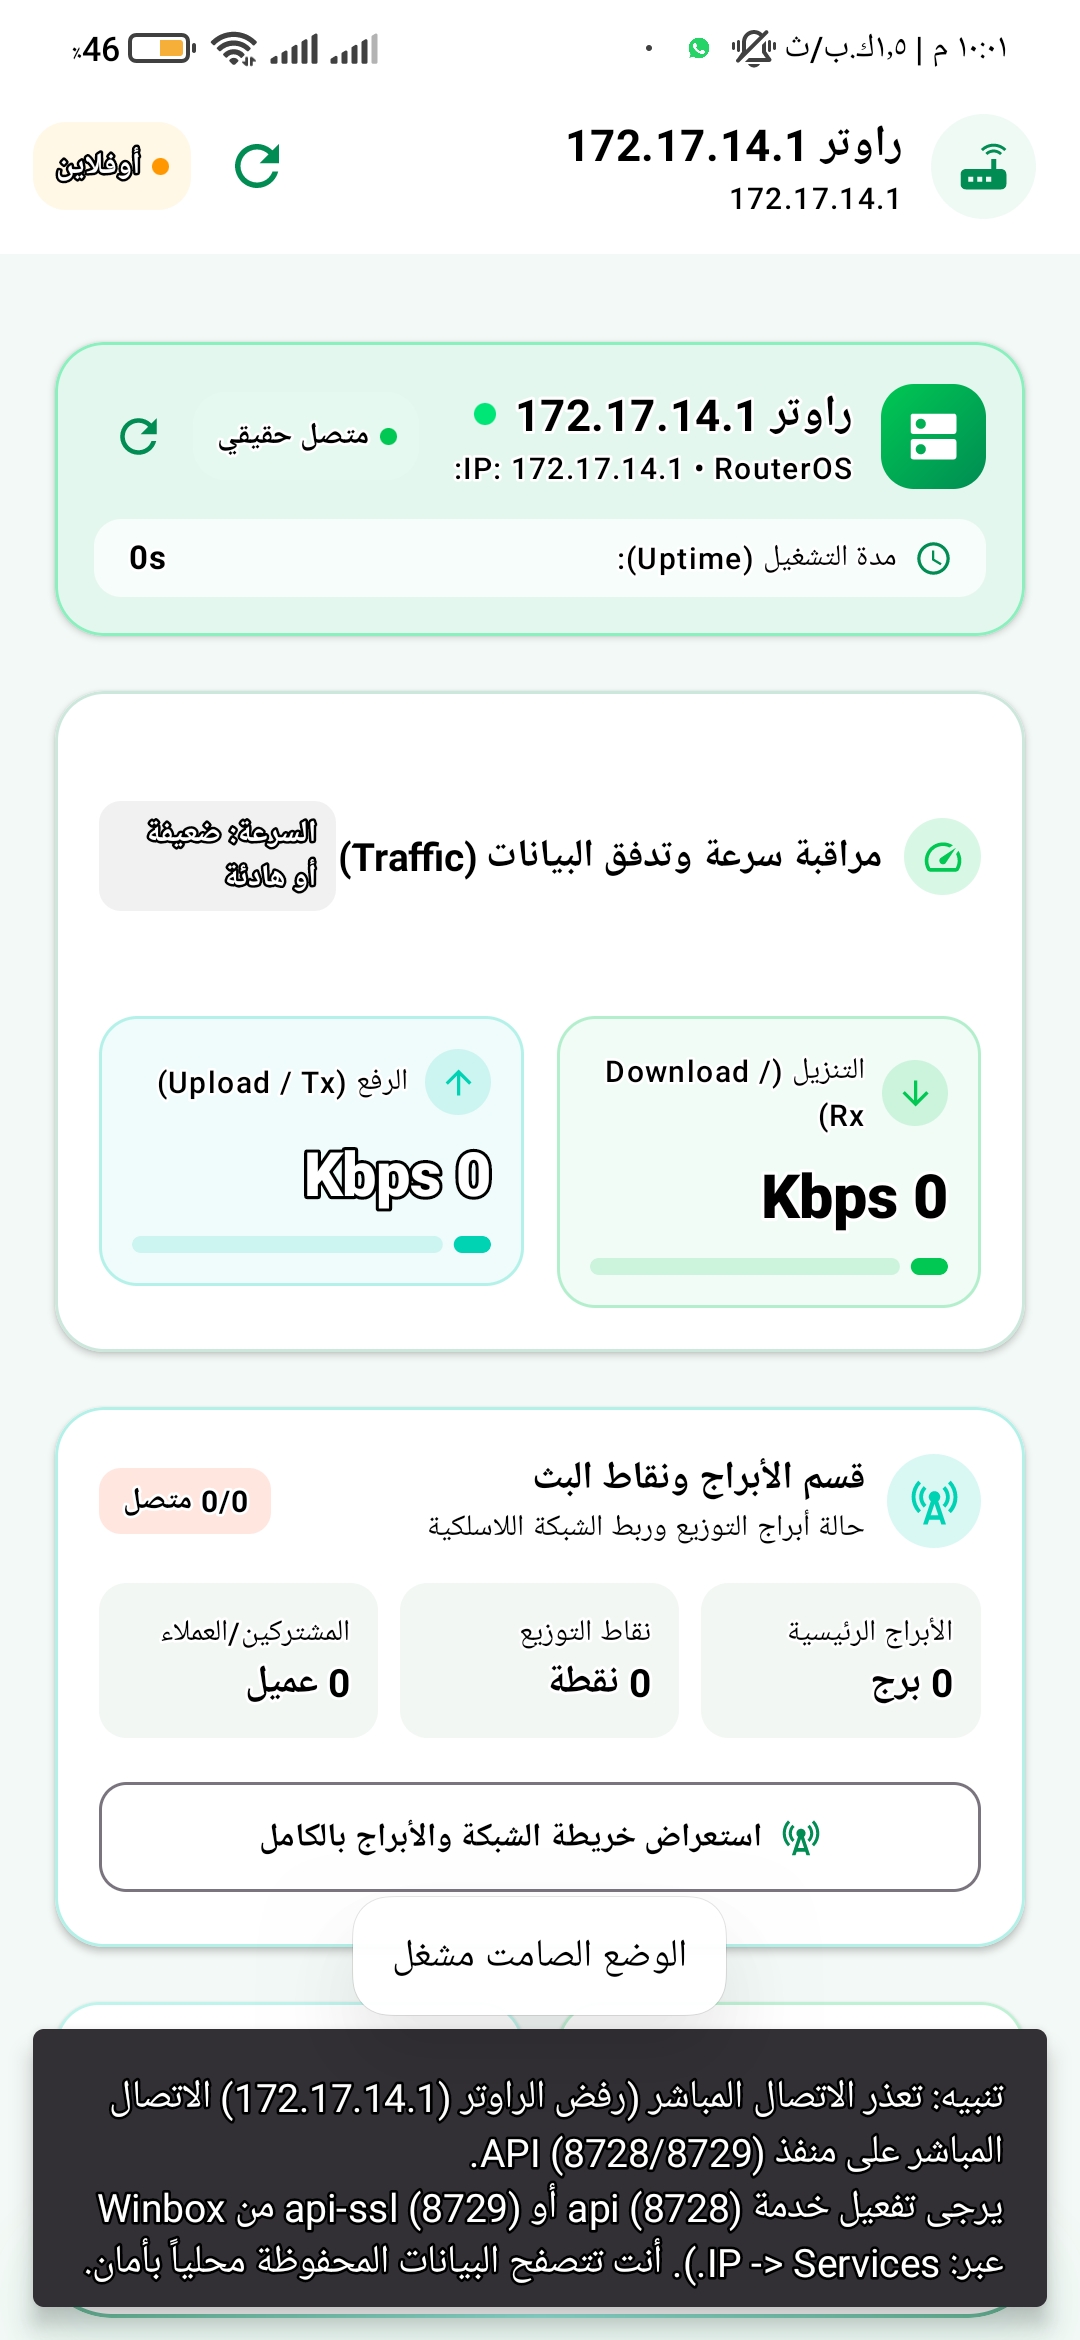 ١٠:٠١ م | ١,٥ك.ب/ث
46٪
راوتر 172.17.14.1
172.17.14.1
أوفلاين
راوتر 172.17.14.1
IP: 172.17.14.1 • RouterOS:
متصل حقيقي
مدة التشغيل (Uptime):
0s
مراقبة سرعة وتدفق البيانات (Traffic)
السرعة: ضعيفة
أو هادئة
التنزيل (Download /
Rx)
0 Kbps
الرفع (Upload / Tx)
0 Kbps
قسم الأبراج ونقاط البث
حالة أبراج التوزيع وربط الشبكة اللاسلكية
0/0 متصل
الأبراج الرئيسية
0 برج
نقاط التوزيع
0 نقطة
المشتركين/العملاء
0 عميل
استعراض خريطة الشبكة والأبراج بالكامل
الوضع الصامت مشغل
تنبيه: تعذر الاتصال المباشر (رفض الراوتر (172.17.14.1) الاتصال
المباشر على منفذ API (8728/8729).
يرجى تفعيل خدمة api (8728) أو api-ssl (8729) من Winbox
عبر: IP -> Services.). أنت تتصفح البيانات المحفوظة محلياً بأمان.